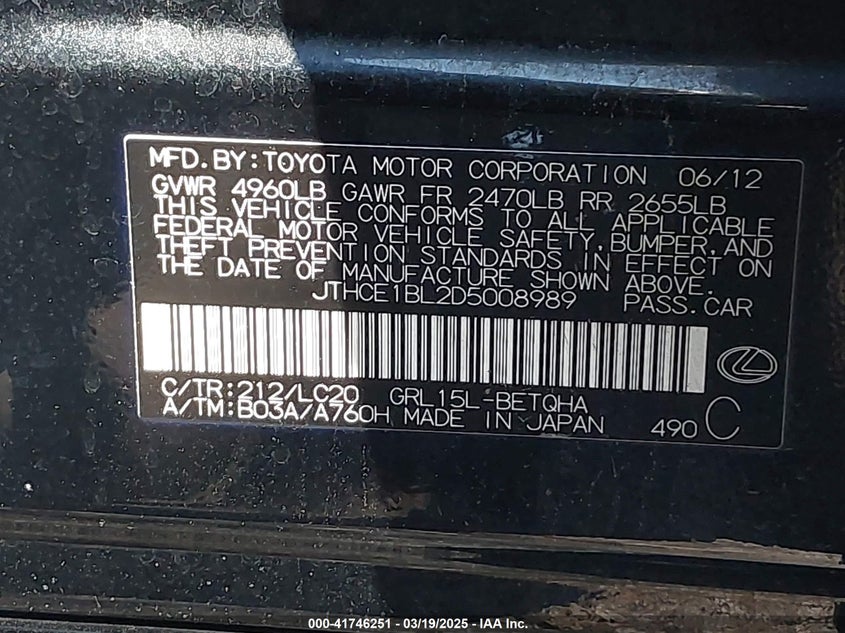 MFD.BY:TOYOTA MOTOR CORPORATION 06/12
GVWR 4960LB GAWR FR 2470LB RR 2655LB
THIS VEHICLE CONFORMS TO ALL APPLICABLE
FEDERAL MOTOR VEHICLE SAFETY, BUMPER, AND
THEFT PREVENTION STANDARDS IN EFFECT ON
THE DATE OF MANUFACTURE SHOWN ABOVE.
JTHCE1BL2D5008989 PASS.CAR
C/TR:212/LC20 GRL15L-BETQHA
A/TM:B03A/A760H MADE IN JAPAN 490 C
000-41746251 - 03/19/2025 - IAA Inc.